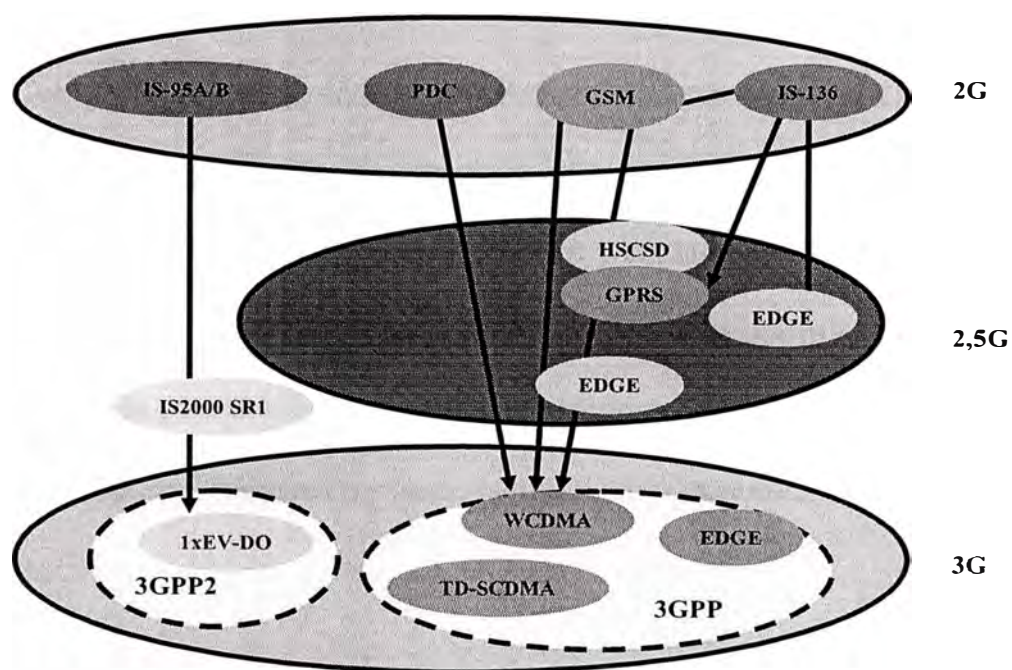 IS-95A/B
PDC
GSM
IS-136
2G
HSCSD
GPRS
EDGE
2,5G
EDGE
IS2000 SR1
WCDMA
1xEV-DO
EDGE
3G
3GPP2
TD-SCDMA
3GPP